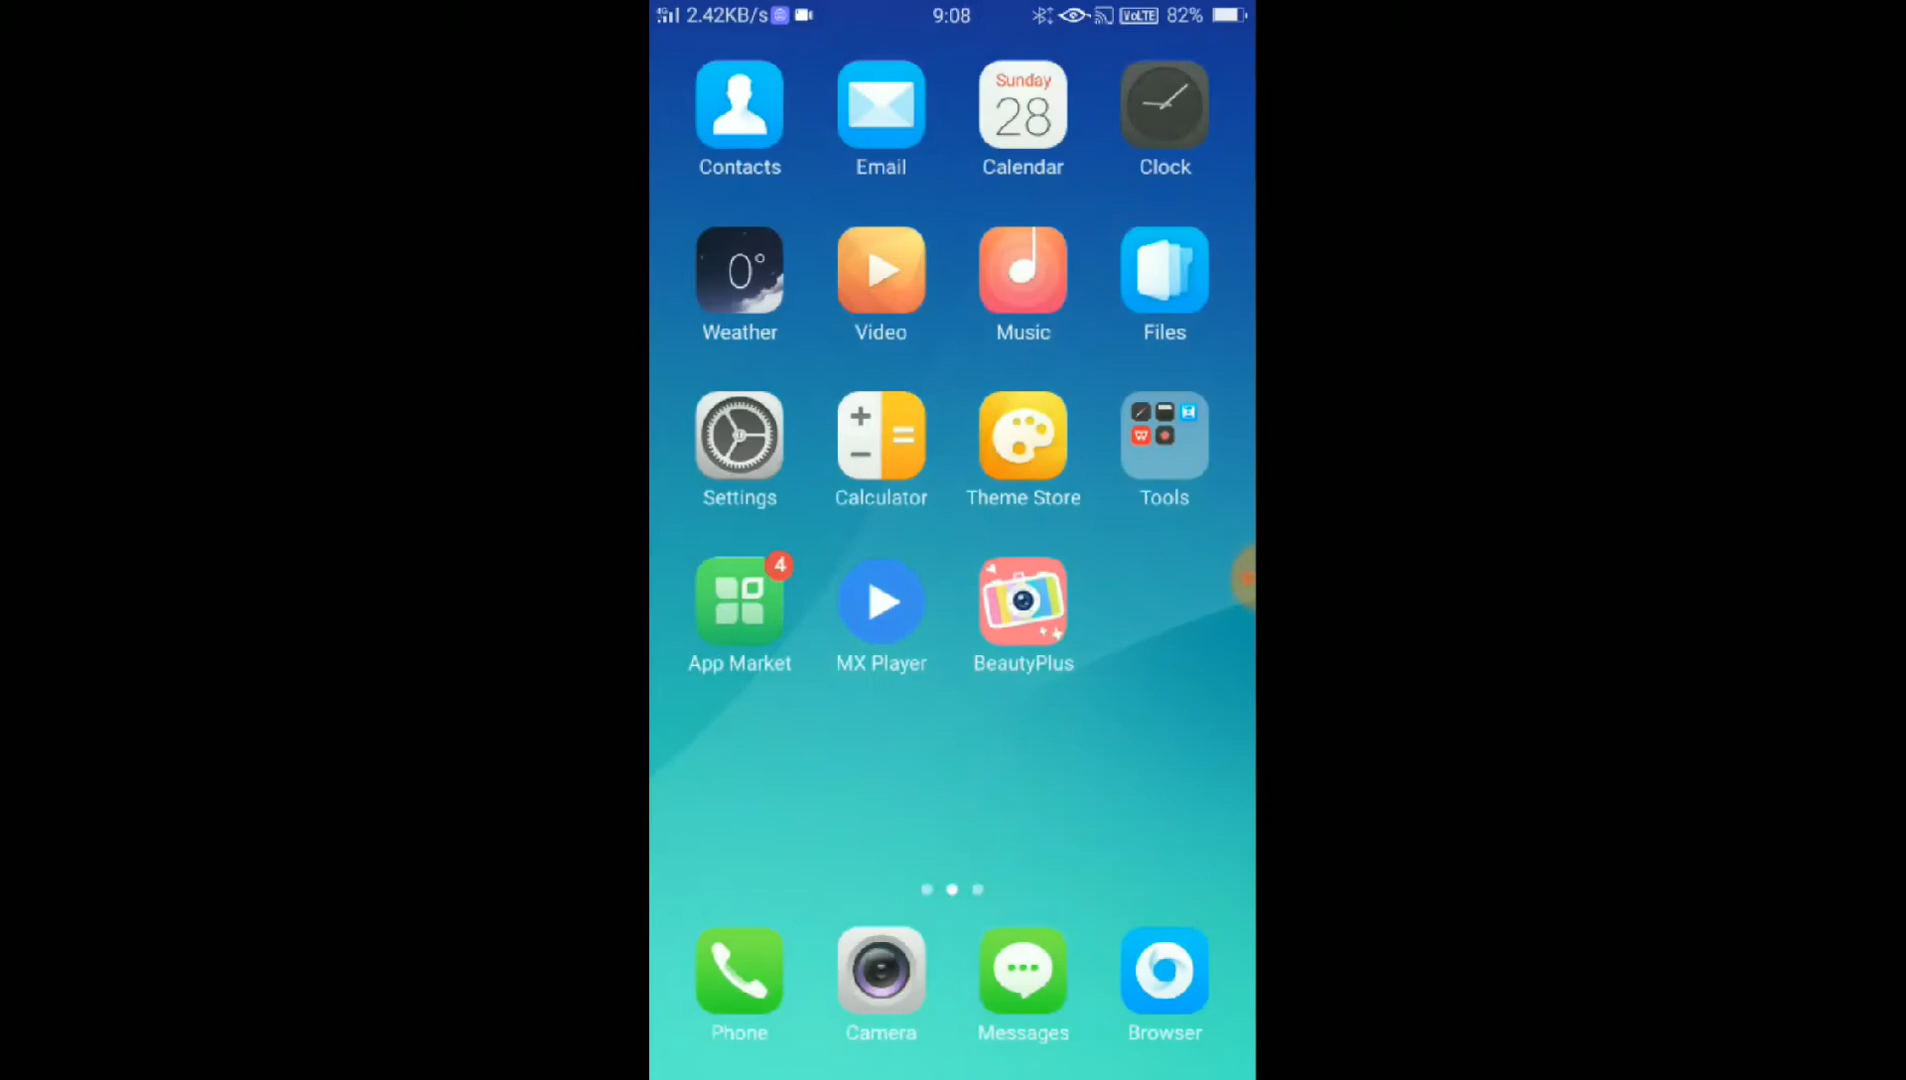 4G 2.42KB/s 9:08 VoLTE 82%
Sunday
28
Contacts Email Calendar Clock
0°
Weather Video Music Files
Settings Calculator Theme Store Tools
4
App Market MX Player BeautyPlus
Phone Camera Messages Browser